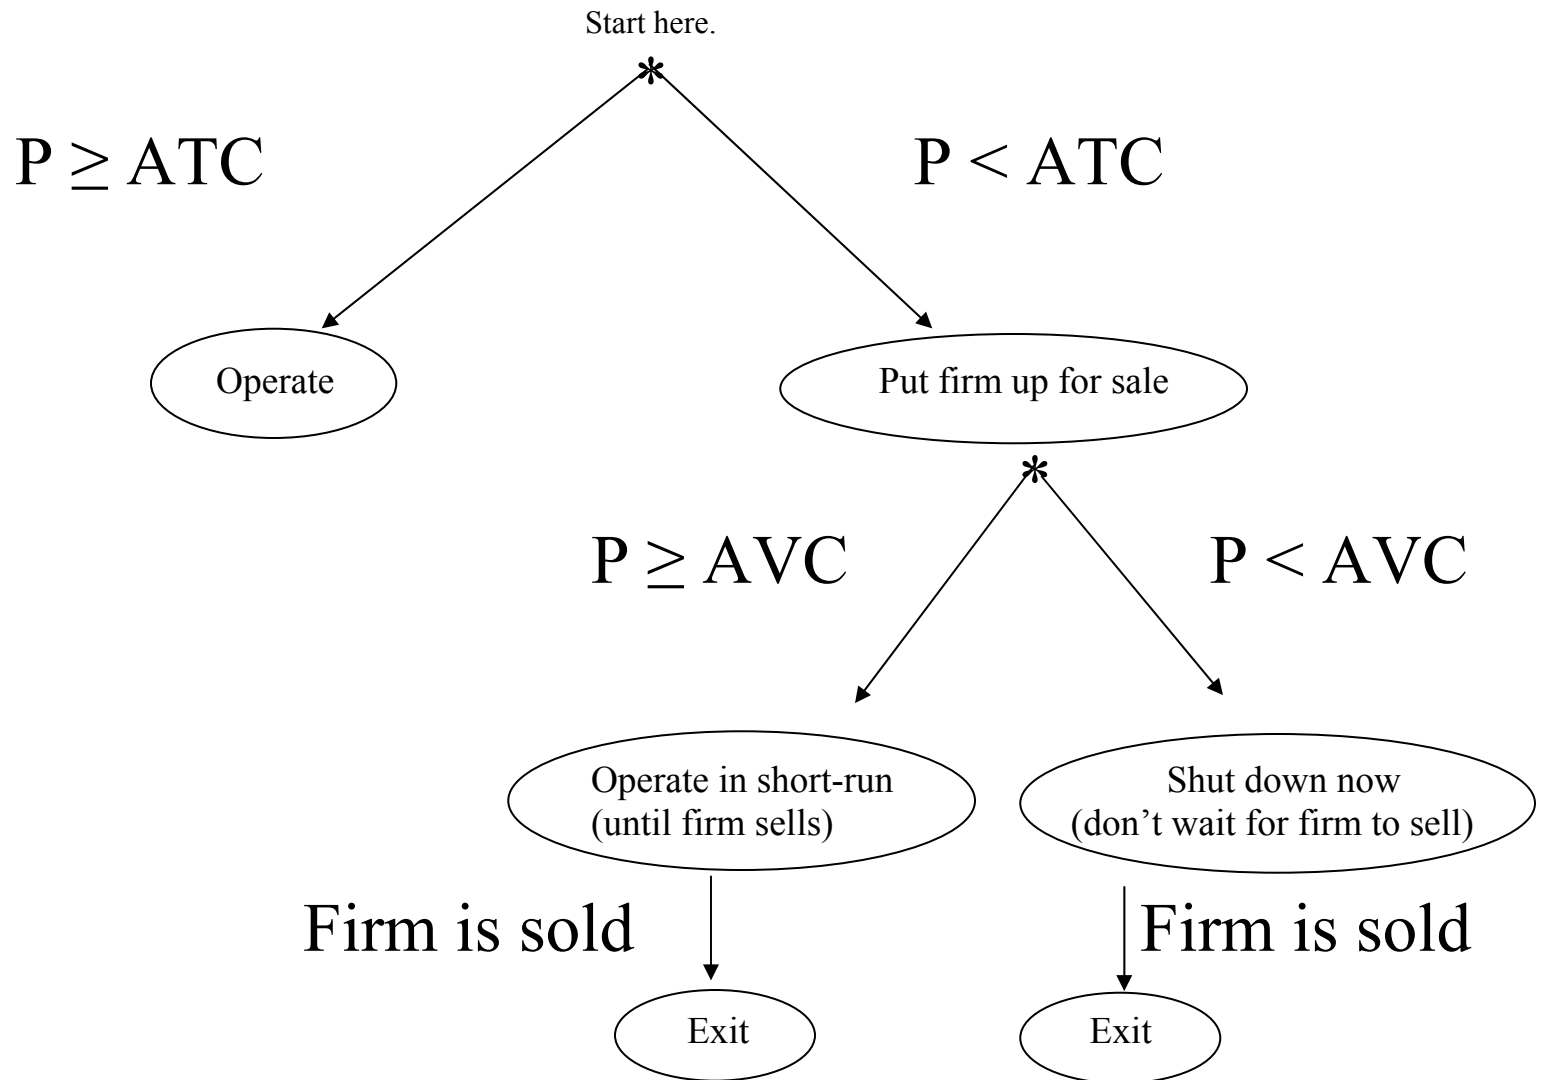 Start here.
*
P ≥ ATC
P < ATC
Operate
Put firm up for sale
*
P ≥ AVC
P < AVC
Operate in short-run
(until firm sells)
Shut down now
(don’t wait for firm to sell)
Firm is sold
Firm is sold
Exit
Exit